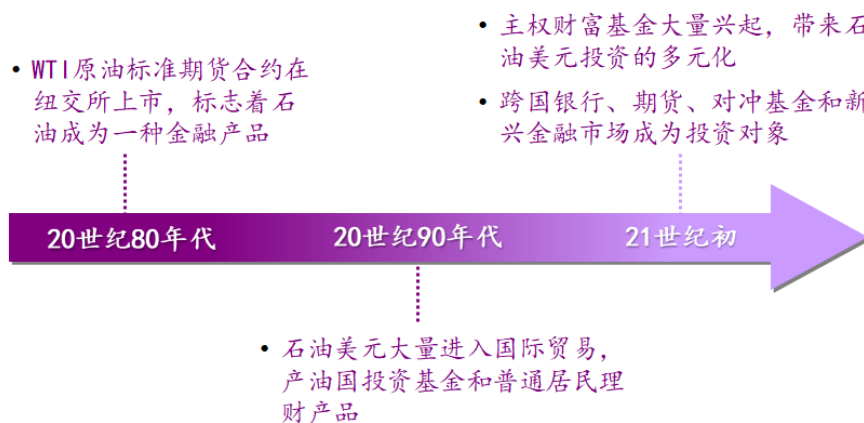 • WTI原油标准期货合约在
纽交所上市，标志着石
油成为一种金融产品
• 主权财富基金大量兴起，带来石
油美元投资的多元化
• 跨国银行、期货、对冲基金和新
兴金融市场成为投资对象
20世纪80年代
20世纪90年代
21世纪初
• 石油美元大量进入国际贸易，
产油国投资基金和普通居民理
财产品